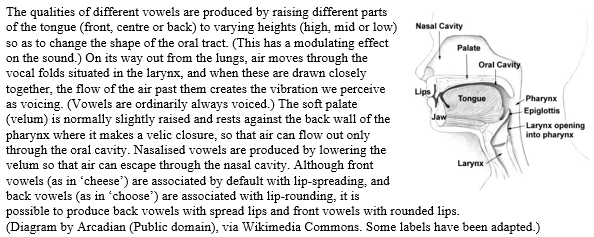 The qualities of different vowels are produced by raising different parts
of the tongue (front, centre or back) to varying heights (high, mid or low)
so as to change the shape of the oral tract. (This has a modulating effect
on the sound.) On its way out from the lungs, air moves through the
vocal folds situated in the larynx, and when these are drawn closely
together, the flow of the air past them creates the vibration we perceive
as voicing. (Vowels are ordinarily always voiced.) The soft palate
(velum) is normally slightly raised and rests against the back wall of the
pharynx where it makes a velic closure, so that air can flow out only
through the oral cavity. Nasalised vowels are produced by lowering the
velum so that air can escape through the nasal cavity. Although front
vowels (as in ‘cheese’) are associated by default with lip-spreading, and
back vowels (as in ‘choose’) are associated with lip-rounding, it is
possible to produce back vowels with spread lips and front vowels with rounded lips.
(Diagram by Arcadian (Public domain), via Wikimedia Commons. Some labels have been adapted.)
Nasal Cavity
Palate
Oral Cavity
Lips
Tongue
Pharynx
Epiglottis
Jaw
Larynx opening
into pharynx
Larynx